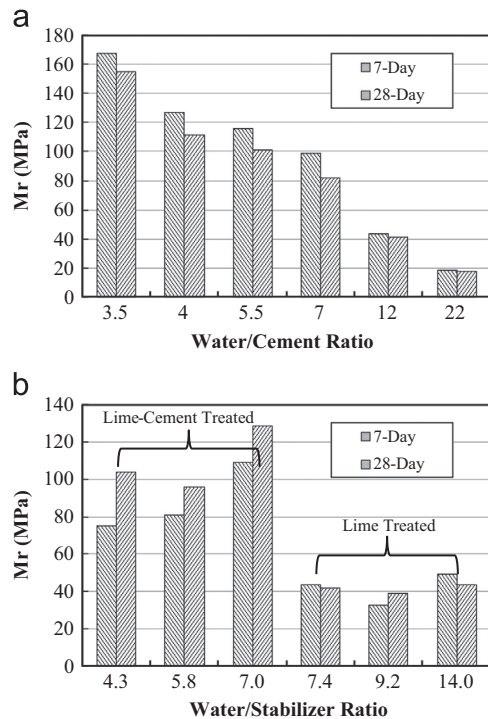 a
180
160
140
120
100
80
60
40
20
0
Mr (MPa)
7-Day
28-Day
3.5 4 5.5 7 12 22
Water/Cement Ratio
b
140
120
100
80
60
40
20
0
Mr (MPa)
Lime-Cement Treated
7-Day
28-Day
Lime Treated
4.3 5.8 7.0 7.4 9.2 14.0
Water/Stabilizer Ratio